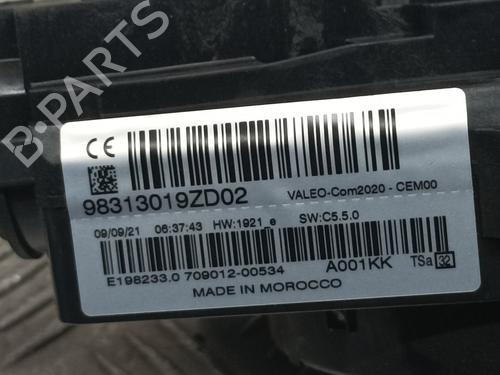 B-PARTS
CE
98313019ZD02
VALEO-Com2020 - CEM00
09/09/21 06:37:43 HW:1921_e SW:C5.5.0
E198233.0 709012-00534 A001KK TSa 32
MADE IN MOROCCO